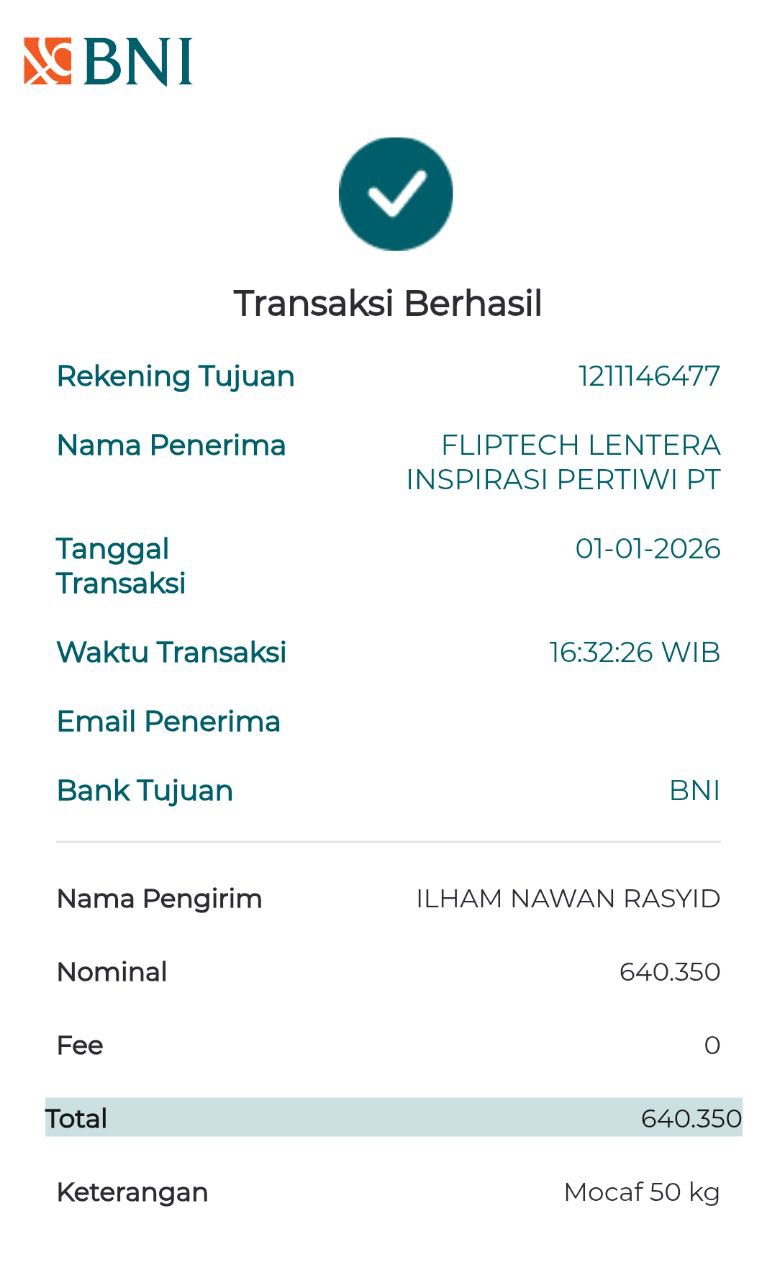 BNI
Transaksi Berhasil
Rekening Tujuan 1211146477
Nama Penerima FLIPTECH LENTERA
INSPIRASI PERTIWI PT
Tanggal 01-01-2026
Transaksi
Waktu Transaksi 16:32:26 WIB
Email Penerima
Bank Tujuan BNI
Nama Pengirim ILHAM NAWAN RASYID
Nominal 640.350
Fee 0
Total 640.350
Keterangan Mocaf 50 kg